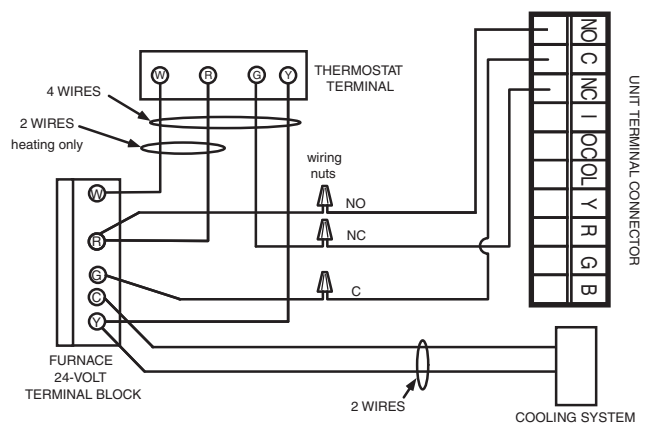 W R G Y
THERMOSTAT
TERMINAL
4 WIRES
2 WIRES
heating only
wiring
nuts
W
R
G
C
Y
NO
NC
C
FURNACE
24-VOLT
TERMINAL BLOCK
2 WIRES
COOLING SYSTEM
NO
C
NC
I
OCOL
Y
R
G
B
UNIT TERMINAL CONNECTOR